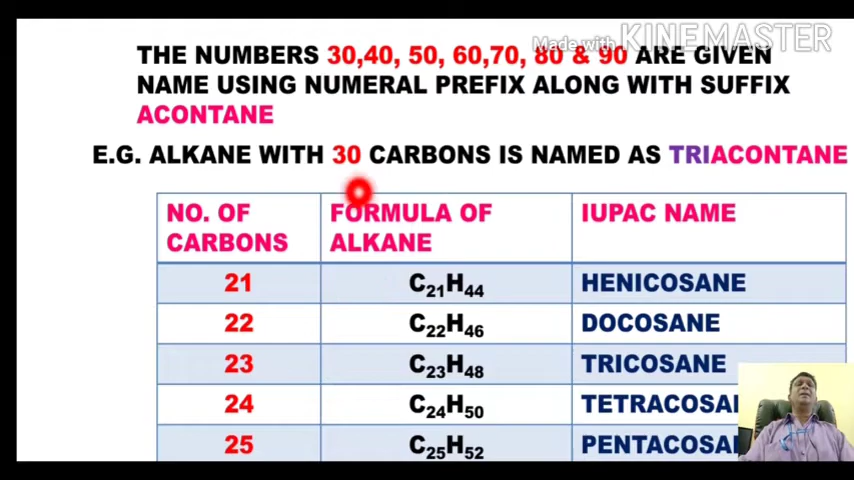 Made with KINEMASTER
THE NUMBERS 30,40, 50, 60,70, 80 & 90 ARE GIVEN
NAME USING NUMERAL PREFIX ALONG WITH SUFFIX
ACONTANE
E.G. ALKANE WITH 30 CARBONS IS NAMED AS TRIACONTANE
NO. OF CARBONS FORMULA OF ALKANE IUPAC NAME
21 C21H44 HENICOSANE
22 C22H46 DOCOSANE
23 C23H48 TRICOSANE
24 C24H50
25 C25H52